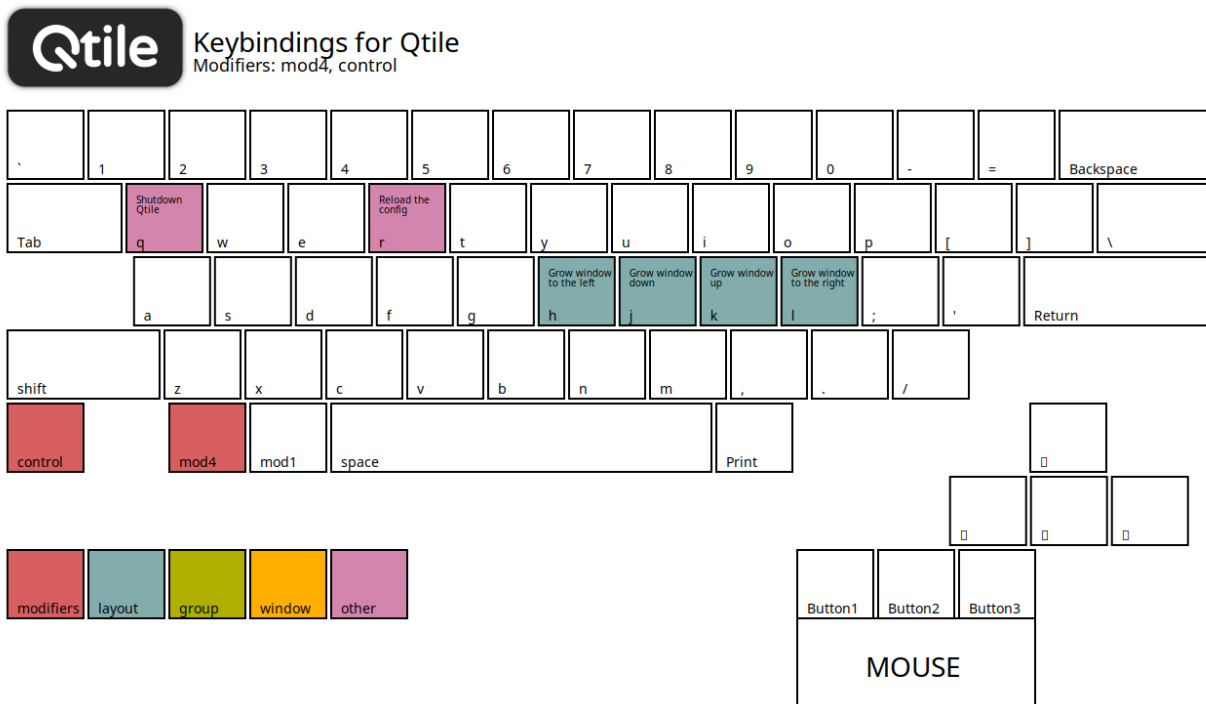 Qtile
Keybindings for Qtile
Modifiers: mod4, control
` 1 2 3 4 5 6 7 8 9 0 - = Backspace
Shutdown
Qtile
Reload the
config
Tab q w e r t y u i o p [ ] \
Grow window
to the left
Grow window
down
Grow window
up
Grow window
to the right
a s d f g h j k l ; ' Return
shift z x c v b n m , . /
control mod4 mod1 space Print
modifiers layout group window other
Button1 Button2 Button3
MOUSE